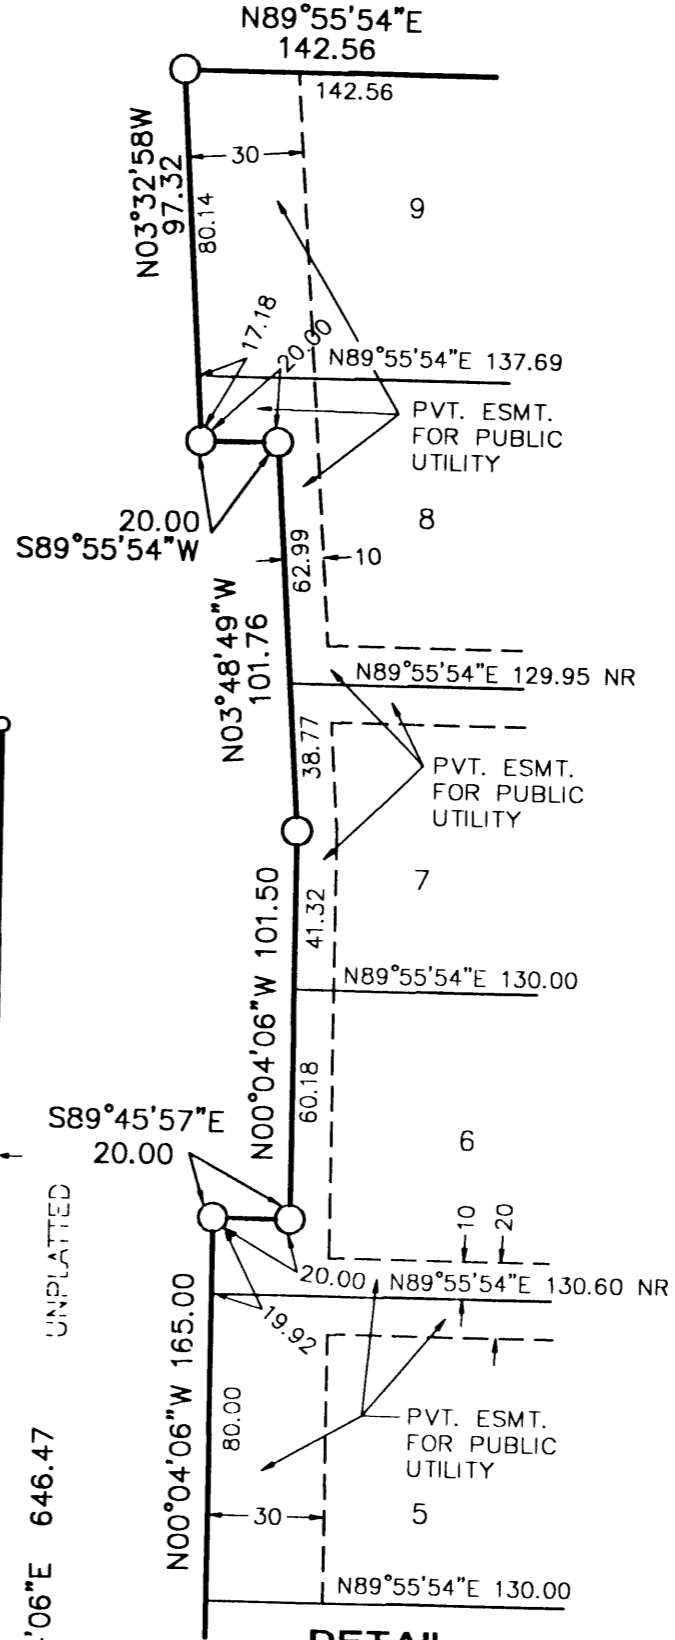 N89°55'54"E
142.56
142.56
N03°32'58W
97.32
80.14
30
9
17.18
20.00
N89°55'54"E 137.69
PVT. ESMT.
FOR PUBLIC
UTILITY
20.00
S89°55'54"W
8
62.99
10
N03°48'49"W
101.76
N89°55'54"E 129.95 NR
38.77
PVT. ESMT.
FOR PUBLIC
UTILITY
7
N00°04'06"W 101.50
41.32
N89°55'54"E 130.00
60.18
S89°45'57"E
20.00
6
UNPLATTED
10
20
20.00
N89°55'54"E 130.60 NR
19.92
N00°04'06"W 165.00
80.00
PVT. ESMT.
FOR PUBLIC
UTILITY
'06"E 646.47
30
5
N89°55'54"E 130.00
DETAIL